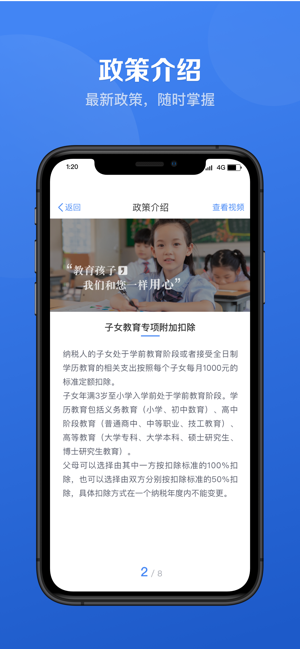 政策介绍
最新政策，随时掌握
1:20
4G
返回
政策介绍
查看视频
“教育孩子，
我们和您一样用心”
子女教育专项附加扣除
纳税人的子女处于学前教育阶段或者接受全日制
学历教育的相关支出按照每个子女每月1000元的
标准定额扣除。
子女年满3岁至小学入学前处于学前教育阶段。学
历教育包括义务教育（小学、初中数育）、高中
阶段教育（普通商中、中等职业、技工教育）、
高等教育（大学专科、大学本科、硕士研究生、
博士研究生教育）。
父母可以选择由其中一方按扣除标准的100%扣
除，也可以选择由双方分别按扣除标准的50%扣
除，具体扣除方式在一个纳税年度内不能变更。
2 / 8